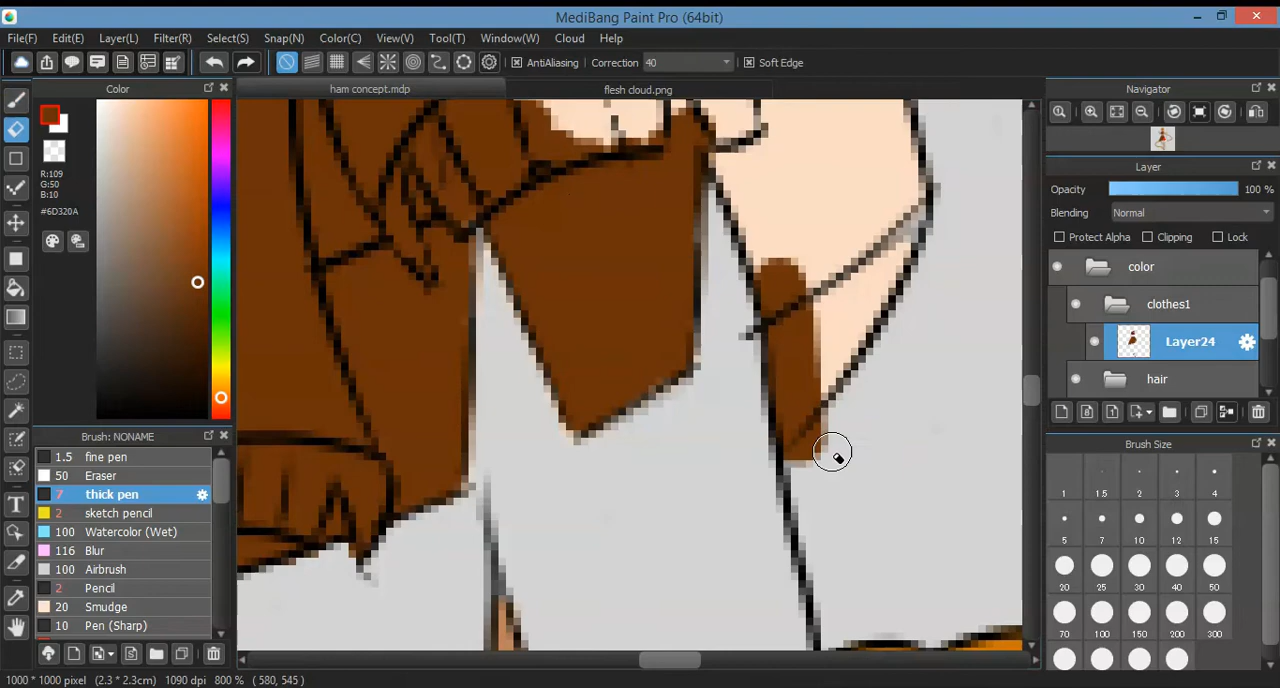 MediBang Paint Pro (64bit)
File(F) Edit(E) Layer(L) Filter(R) Select(S) Snap(N) Color(C) View(V) Tool(T) Window(W) Cloud Help
AntiAliasing Correction 40 Soft Edge
Color
ham concept.mdp
flesh cloud.png
Navigator
R:109
G:50
B:10
#6D320A
Layer
Opacity 100 %
Blending Normal
Protect Alpha Clipping Lock
color
clothes1
Layer24
hair
Brush: NONAME
1.5 fine pen
50 Eraser
7 thick pen
2 sketch pencil
100 Watercolor (Wet)
116 Blur
100 Airbrush
2 Pencil
20 Smudge
10 Pen (Sharp)
Brush Size
1 1.5 2 3 4
5 7 10 12 15
20 25 30 40 50
70 100 150 200 300
1000 * 1000 pixel (2.3 * 2.3cm) 1090 dpi 800 % ( 580, 545 )